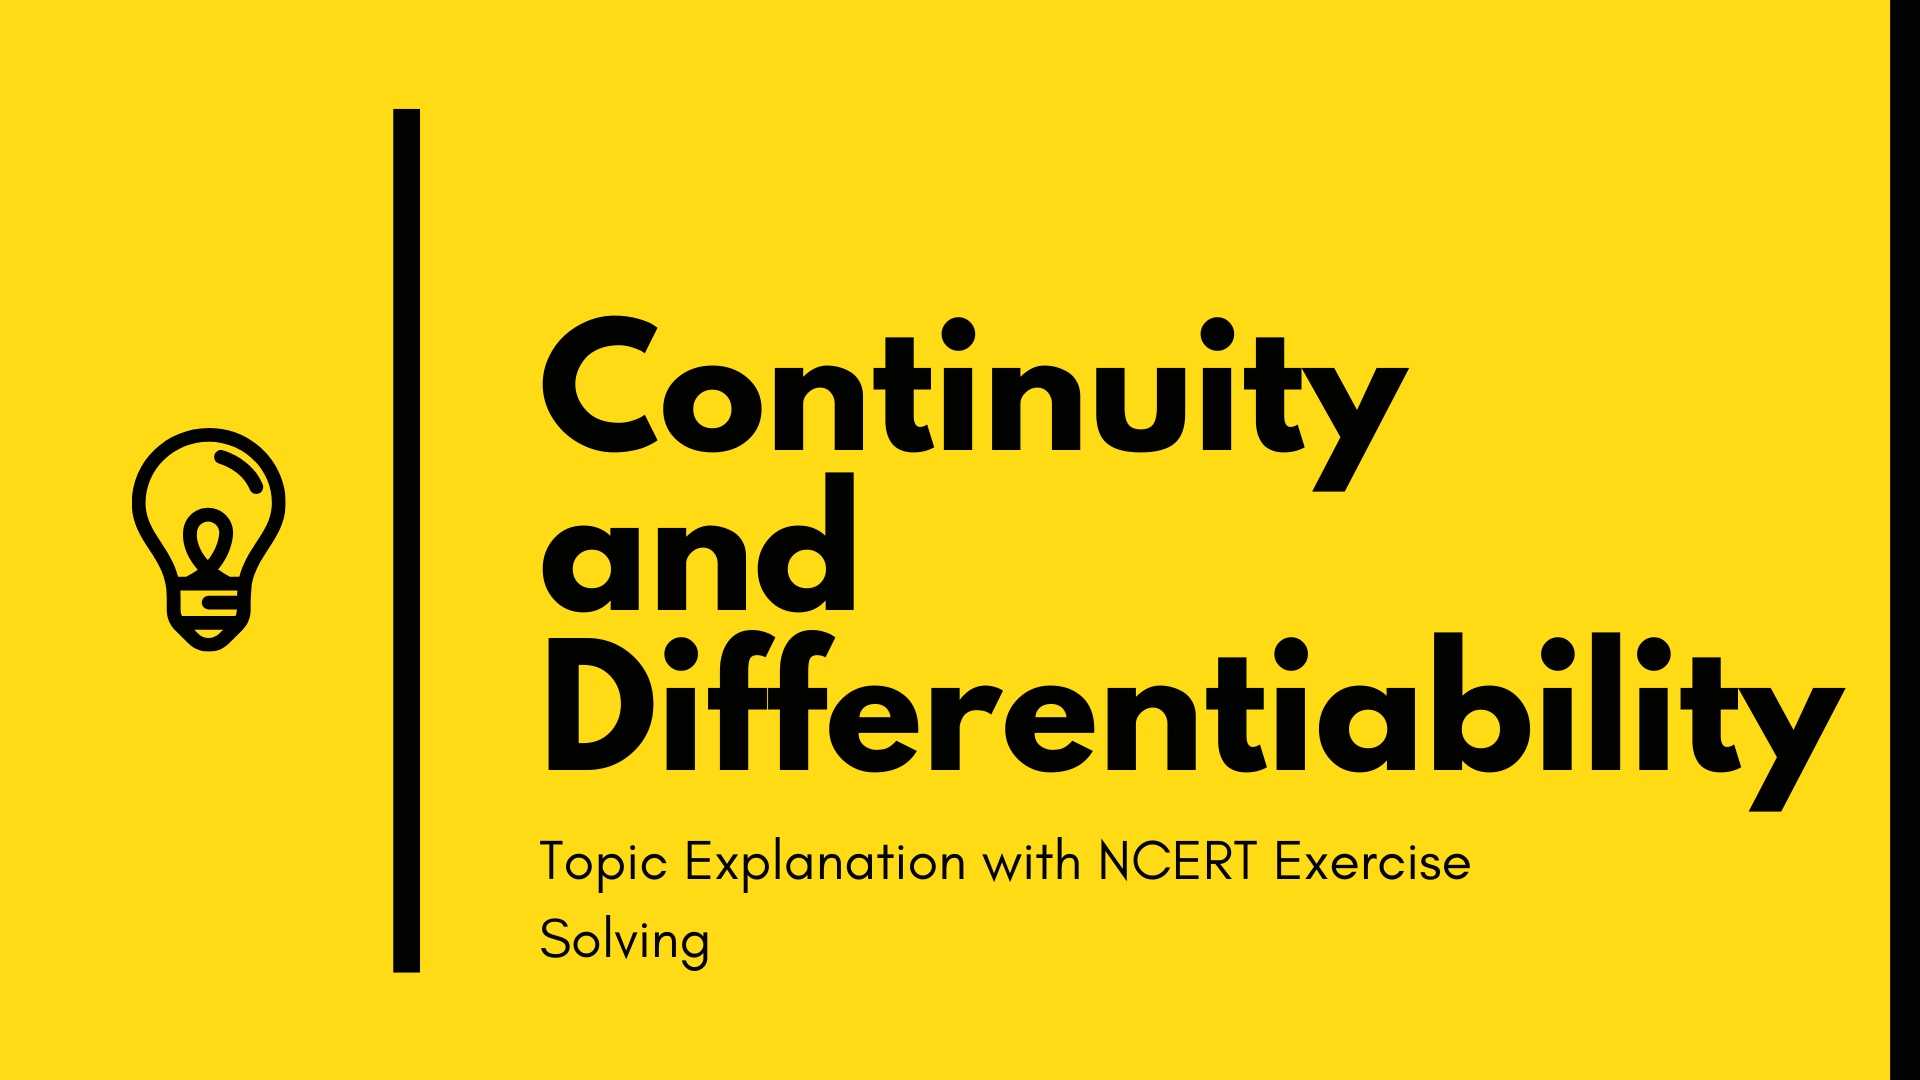 Continuity
and
Differentiability
Topic Explanation with NCERT Exercise
Solving